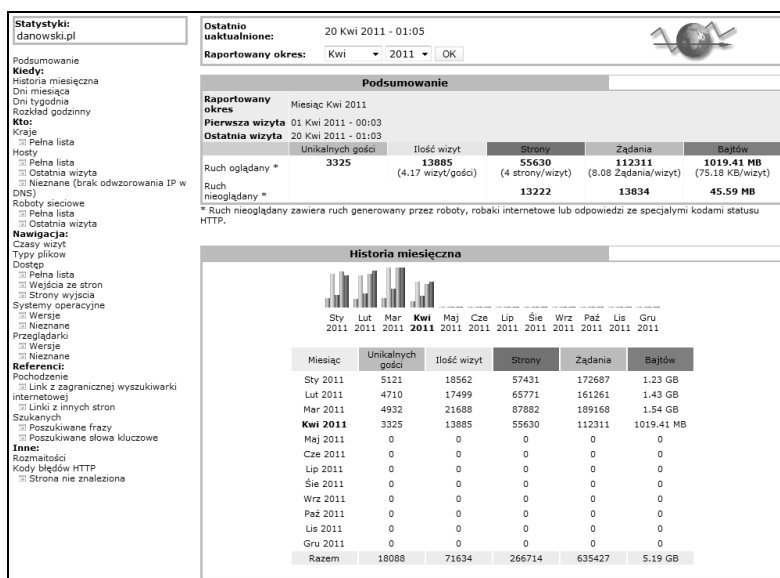 Statystyki:
danowski.pl
Podsumowanie
Kiedy:
Historia miesięczna
Dni miesiąca
Dni tygodnia
Rozkład godzinny
Kto:
Kraje
Pełna lista
Hosty
Pełna lista
Ostatnia wizyta
Nieznane (brak odwzorowania IP w
DNS)
Roboty sieciowe
Pełna lista
Ostatnia wizyta
Nawigacja:
Czasy wizyt
Typy plikow
Dostęp
Pełna lista
Wejścia ze stron
Strony wyjscia
Systemy operacyjne
Wersje
Nieznane
Przeglądarki
Wersje
Nieznane
Referenci:
Pochodzenie
Link z zagranicznej wyszukiwarki
internetowej
Linki z innych stron
Szukanych
Poszukiwane frazy
Poszukiwane słowa kluczowe
Inne:
Rozmaitości
Kody błędów HTTP
Strona nie znaleziona
Ostatnio
uaktualnione: 20 Kwi 2011 - 01:05
Raportowany okres: Kwi 2011 OK
Podsumowanie
Raportowany
okres Miesiąc Kwi 2011
Pierwsza wizyta 01 Kwi 2011 - 00:03
Ostatnia wizyta 20 Kwi 2011 - 01:03
Unikalnych gości Ilość wizyt Strony Żądania Bajtów
Ruch oglądany * 3325 13885 55630 112311 1019.41 MB
(4.17 wizyt/gości) (4 strony/wizyt) (8.08 Żądania/wizyt) (75.18 KB/wizyt)
Ruch
nieoglądany * 13222 13834 45.59 MB
* Ruch nieoglądany zawiera ruch generowany przez roboty, robaki internetowe lub odpowiedzi ze specjalymi kodami statusu
HTTP.
Historia miesięczna
Sty Lut Mar Kwi Maj Cze Lip Śie Wrz Paź Lis Gru
2011 2011 2011 2011 2011 2011 2011 2011 2011 2011 2011 2011
Miesiąc Unikalnych gości Ilość wizyt Strony Żądania Bajtów
Sty 2011 5121 18562 57431 172687 1.23 GB
Lut 2011 4710 17499 65771 161261 1.43 GB
Mar 2011 4932 21688 87882 189168 1.54 GB
Kwi 2011 3325 13885 55630 112311 1019.41 MB
Maj 2011 0 0 0 0 0
Cze 2011 0 0 0 0 0
Lip 2011 0 0 0 0 0
Śie 2011 0 0 0 0 0
Wrz 2011 0 0 0 0 0
Paź 2011 0 0 0 0 0
Lis 2011 0 0 0 0 0
Gru 2011 0 0 0 0 0
Razem 18088 71634 266714 635427 5.19 GB